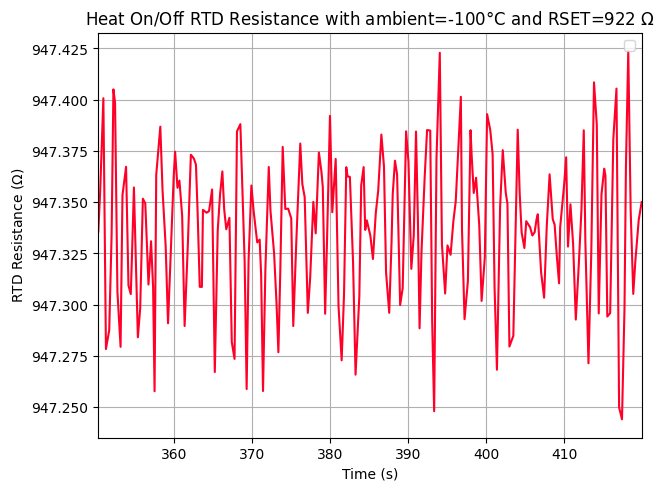 Heat On/Off RTD Resistance with ambient=-100°C and RSET=922 Ω
947.425
947.400
947.375
947.350
947.325
947.300
947.275
947.250
RTD Resistance (Ω)
360 370 380 390 400 410
Time (s)